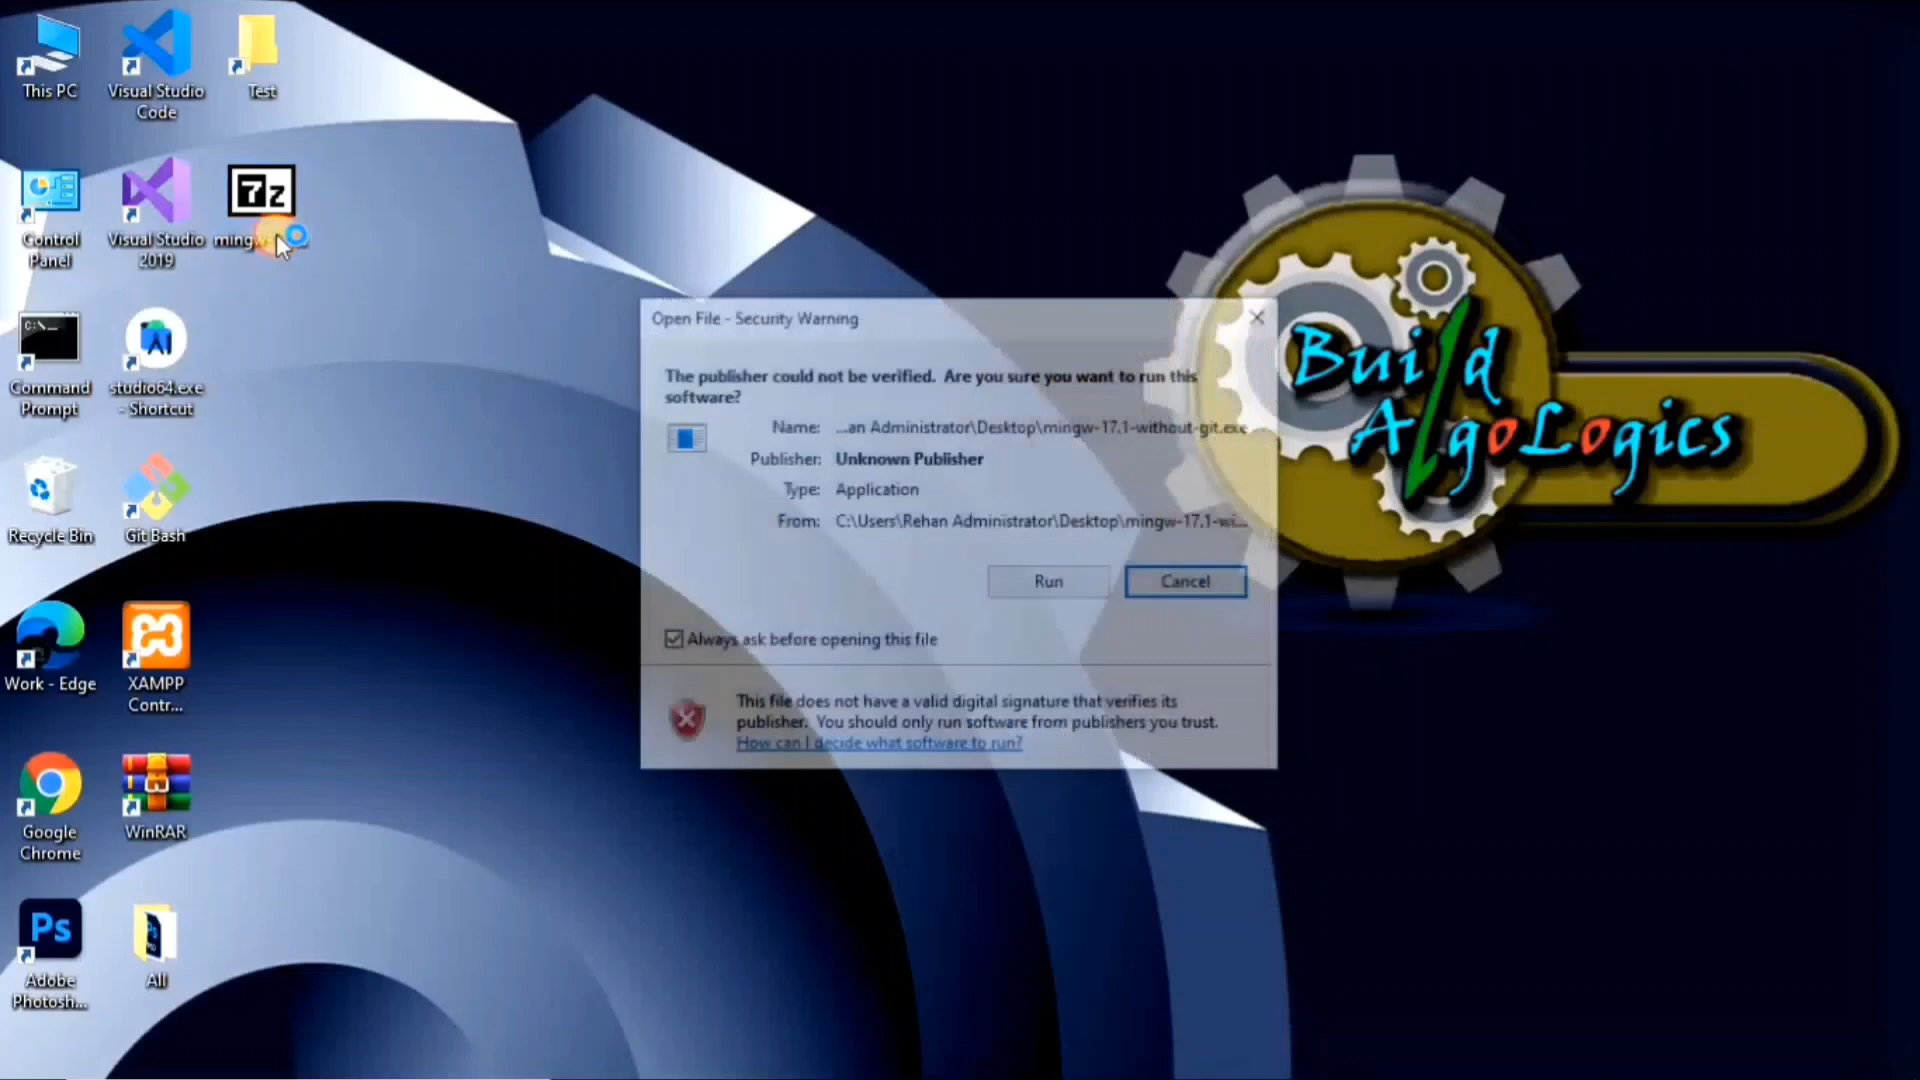 This PC
Visual Studio
Code
Test
Control
Panel
Visual Studio
2019
7z
mingw
C:\
Command
Prompt
studio64.exe
- Shortcut
Recycle Bin
Git Bash
Work - Edge
XAMPP
Contr...
Google
Chrome
WinRAR
Ps
Adobe
Photosh...
All
Open File - Security Warning
The publisher could not be verified. Are you sure you want to run this
software?
Name: ...an Administrator\Desktop\mingw-17.1-without-git.exe
Publisher: Unknown Publisher
Type: Application
From: C:\Users\Rehan Administrator\Desktop\mingw-17.1-wi...
Run
Cancel
Always ask before opening this file
This file does not have a valid digital signature that verifies its
publisher. You should only run software from publishers you trust.
How can I decide what software to run?
Build
AlgoLogics